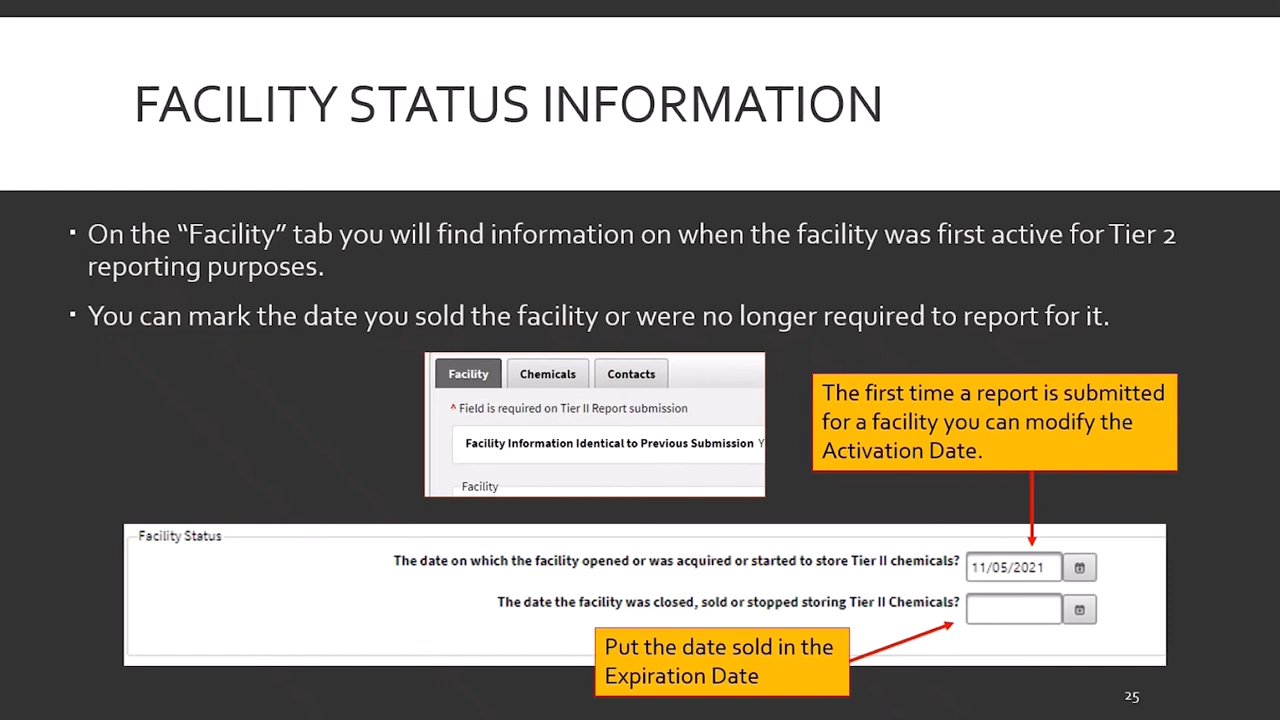 FACILITY STATUS INFORMATION
▪ On the “Facility” tab you will find information on when the facility was first active for Tier 2
reporting purposes.
▪ You can mark the date you sold the facility or were no longer required to report for it.
Facility Chemicals Contacts
^ Field is required on Tier II Report submission
Facility Information Identical to Previous Submission Y
Facility
The first time a report is submitted
for a facility you can modify the
Activation Date.
Facility Status
The date on which the facility opened or was acquired or started to store Tier II chemicals? 11/05/2021
The date the facility was closed, sold or stopped storing Tier II Chemicals?
Put the date sold in the
Expiration Date
25